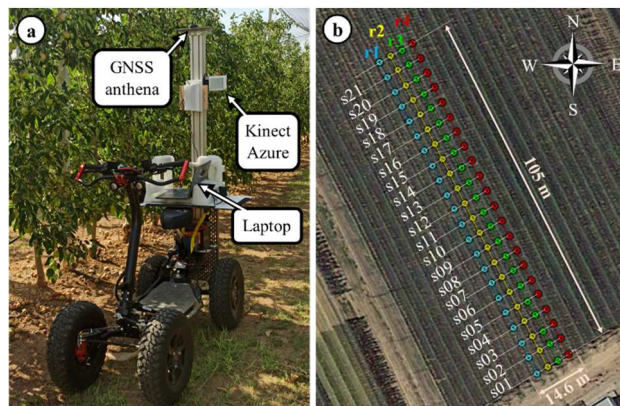 a
GNSS
anthena
Kinect
Azure
Laptop
b
r1
r2
r3
r4
N
W
E
S
s21
s20
s19
s18
s17
s16
s15
s14
s13
s12
s11
s10
s09
s08
s07
s06
s05
s04
s03
s02
s01
105 m
14.6 m